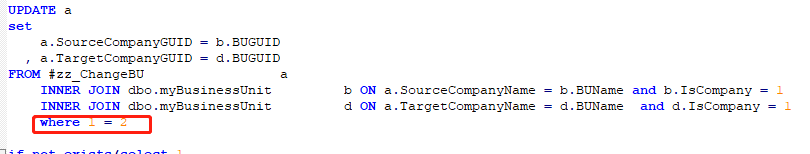 UPDATE a
set
a.SourceCompanyGUID = b.BUGUID
, a.TargetCompanyGUID = d.BUGUID
FROM #zz_ChangeBU a
INNER JOIN dbo.myBusinessUnit b ON a.SourceCompanyName = b.BUName and b.IsCompany = 1
INNER JOIN dbo.myBusinessUnit d ON a.TargetCompanyName = d.BUName and d.IsCompany = 1
where 1 = 2
if not exists(select 1